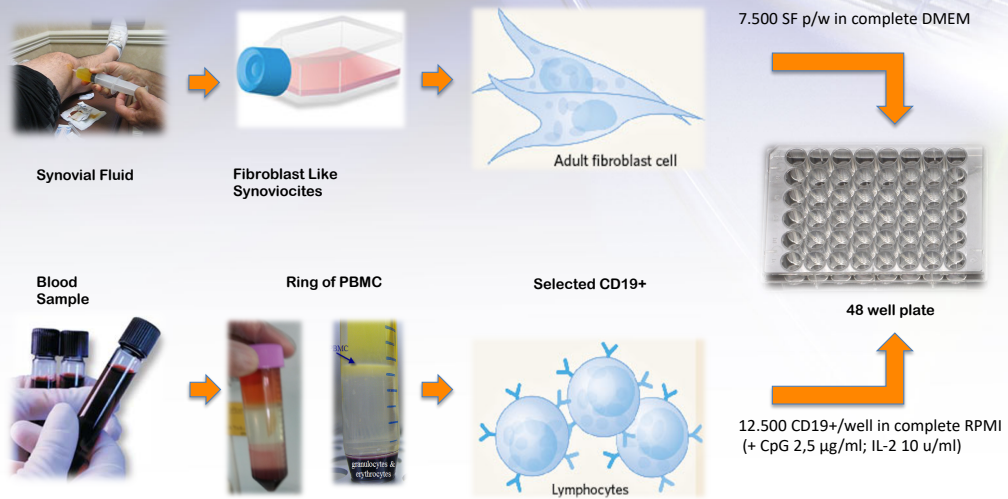 7.500 SF p/w in complete DMEM
Adult fibroblast cell
Synovial Fluid
Fibroblast Like
Synoviocites
Blood
Sample
Ring of PBMC
Selected CD19+
48 well plate
granulocytes &
erythrocytes
Lymphocytes
12.500 CD19+/well in complete RPMI
(+ CpG 2,5 µg/ml; IL-2 10 u/ml)